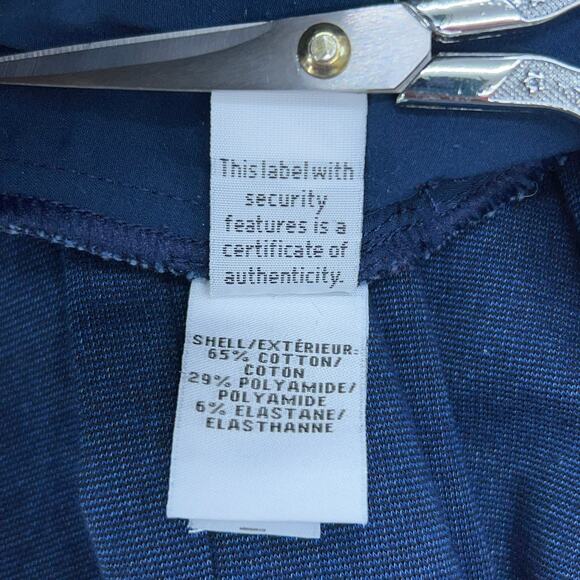 This label with
security
features is a
certificate of
authenticity.
SHELL/EXTÉRIEUR:
65% COTTON/
COTON
29% POLYAMIDE/
POLYAMIDE
6% ELASTANE/
ELASTHANNE